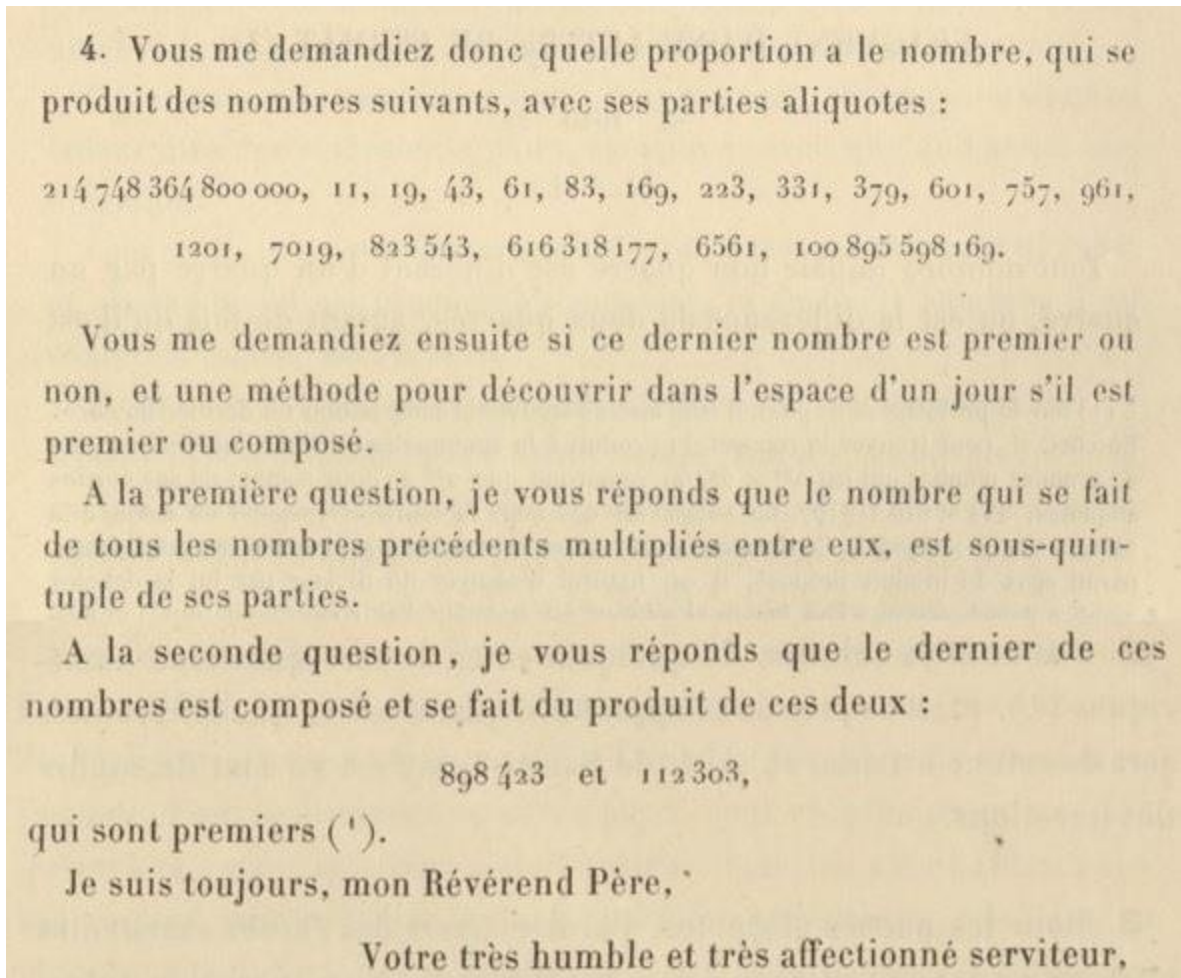 4. Vous me demandiez donc quelle proportion a le nombre, qui se
produit des nombres suivants, avec ses parties aliquotes :
214 748 364 800 000, 11, 19, 43, 61, 83, 169, 223, 331, 379, 601, 757, 961,
1201, 7019, 823 543, 616 318 177, 6561, 100 895 598 169.
Vous me demandiez ensuite si ce dernier nombre est premier ou
non, et une méthode pour découvrir dans l'espace d'un jour s'il est
premier ou composé.
A la première question, je vous réponds que le nombre qui se fait
de tous les nombres précédents multipliés entre eux, est sous-quin-
tuple de ses parties.
A la seconde question, je vous réponds que le dernier de ces
nombres est composé et se fait du produit de ces deux :
898 423 et 112 303,
qui sont premiers (¹).
Je suis toujours, mon Révérend Père,
Votre très humble et très affectionné serviteur,